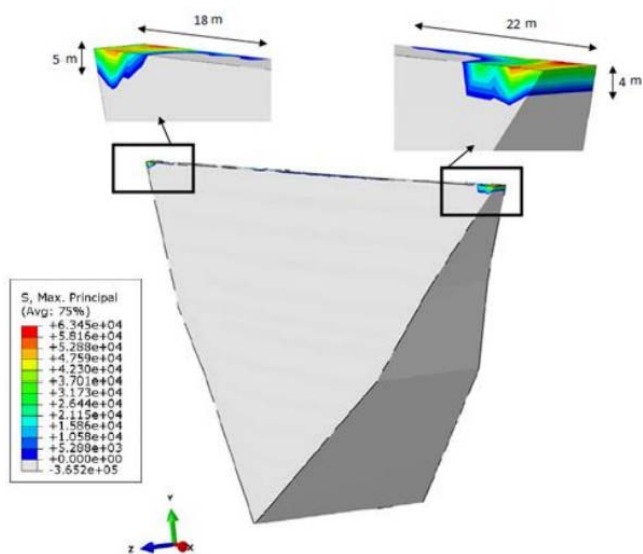 18 m
22 m
5 m
4 m
S, Max. Principal
(Avg: 75%)
+6.345e+04
+5.816e+04
+5.288e+04
+4.759e+04
+4.230e+04
+3.701e+04
+3.173e+04
+2.644e+04
+2.115e+04
+1.586e+04
+1.058e+04
+5.288e+03
+0.000e+00
-3.652e+05
Y
Z
X